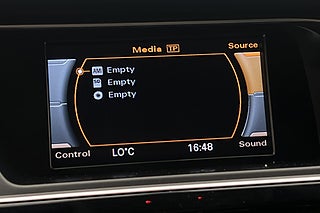 Media TP
Source
Empty
Empty
Empty
Control
LO°C
16:48
Sound